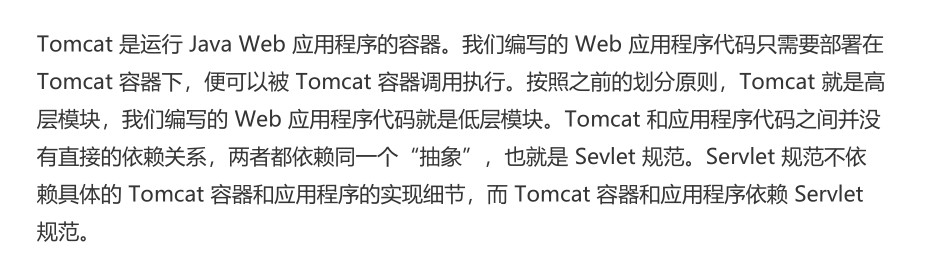 Tomcat 是运行 Java Web 应用程序的容器。我们编写的 Web 应用程序代码只需要部署在
Tomcat 容器下，便可以被 Tomcat 容器调用执行。按照之前的划分原则，Tomcat 就是高
层模块，我们编写的 Web 应用程序代码就是低层模块。Tomcat 和应用程序代码之间并没
有直接的依赖关系，两者都依赖同一个“抽象”，也就是 Sevlet 规范。Servlet 规范不依
赖具体的 Tomcat 容器和应用程序的实现细节，而 Tomcat 容器和应用程序依赖 Servlet
规范。